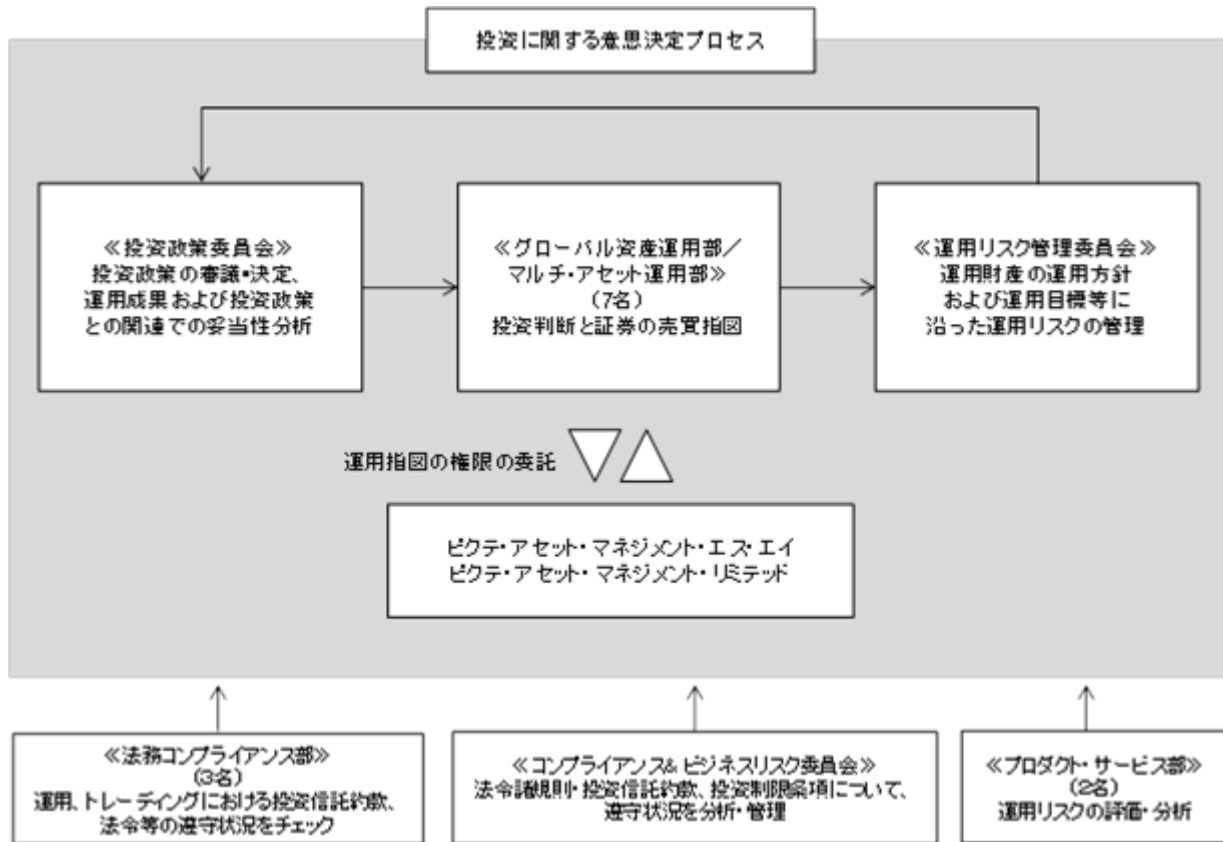 投資に関する意思決定プロセス
≪投資政策委員会≫
投資政策の審議・決定、
運用成果および投資政策
との関連での妥当性分析
≪グローバル資産運用部／
マルチ・アセット運用部≫
(7名)
投資判断と証券の売買指図
≪運用リスク管理委員会≫
運用財産の運用方針
および運用目標等に
沿った運用リスクの管理
運用指図の権限の委託
ピクテ・アセット・マネジメント・エス・エイ
ピクテ・アセット・マネジメント・リミテッド
≪法務コンプライアンス部≫
(3名)
運用、トレーディングにおける投資信託約款、
法令等の遵守状況をチェック
≪コンプライアンス&ビジネスリスク委員会≫
法令諸規則・投資信託約款、投資制限条項について、
遵守状況を分析・管理
≪プロダクト・サービス部≫
(2名)
運用リスクの評価・分析